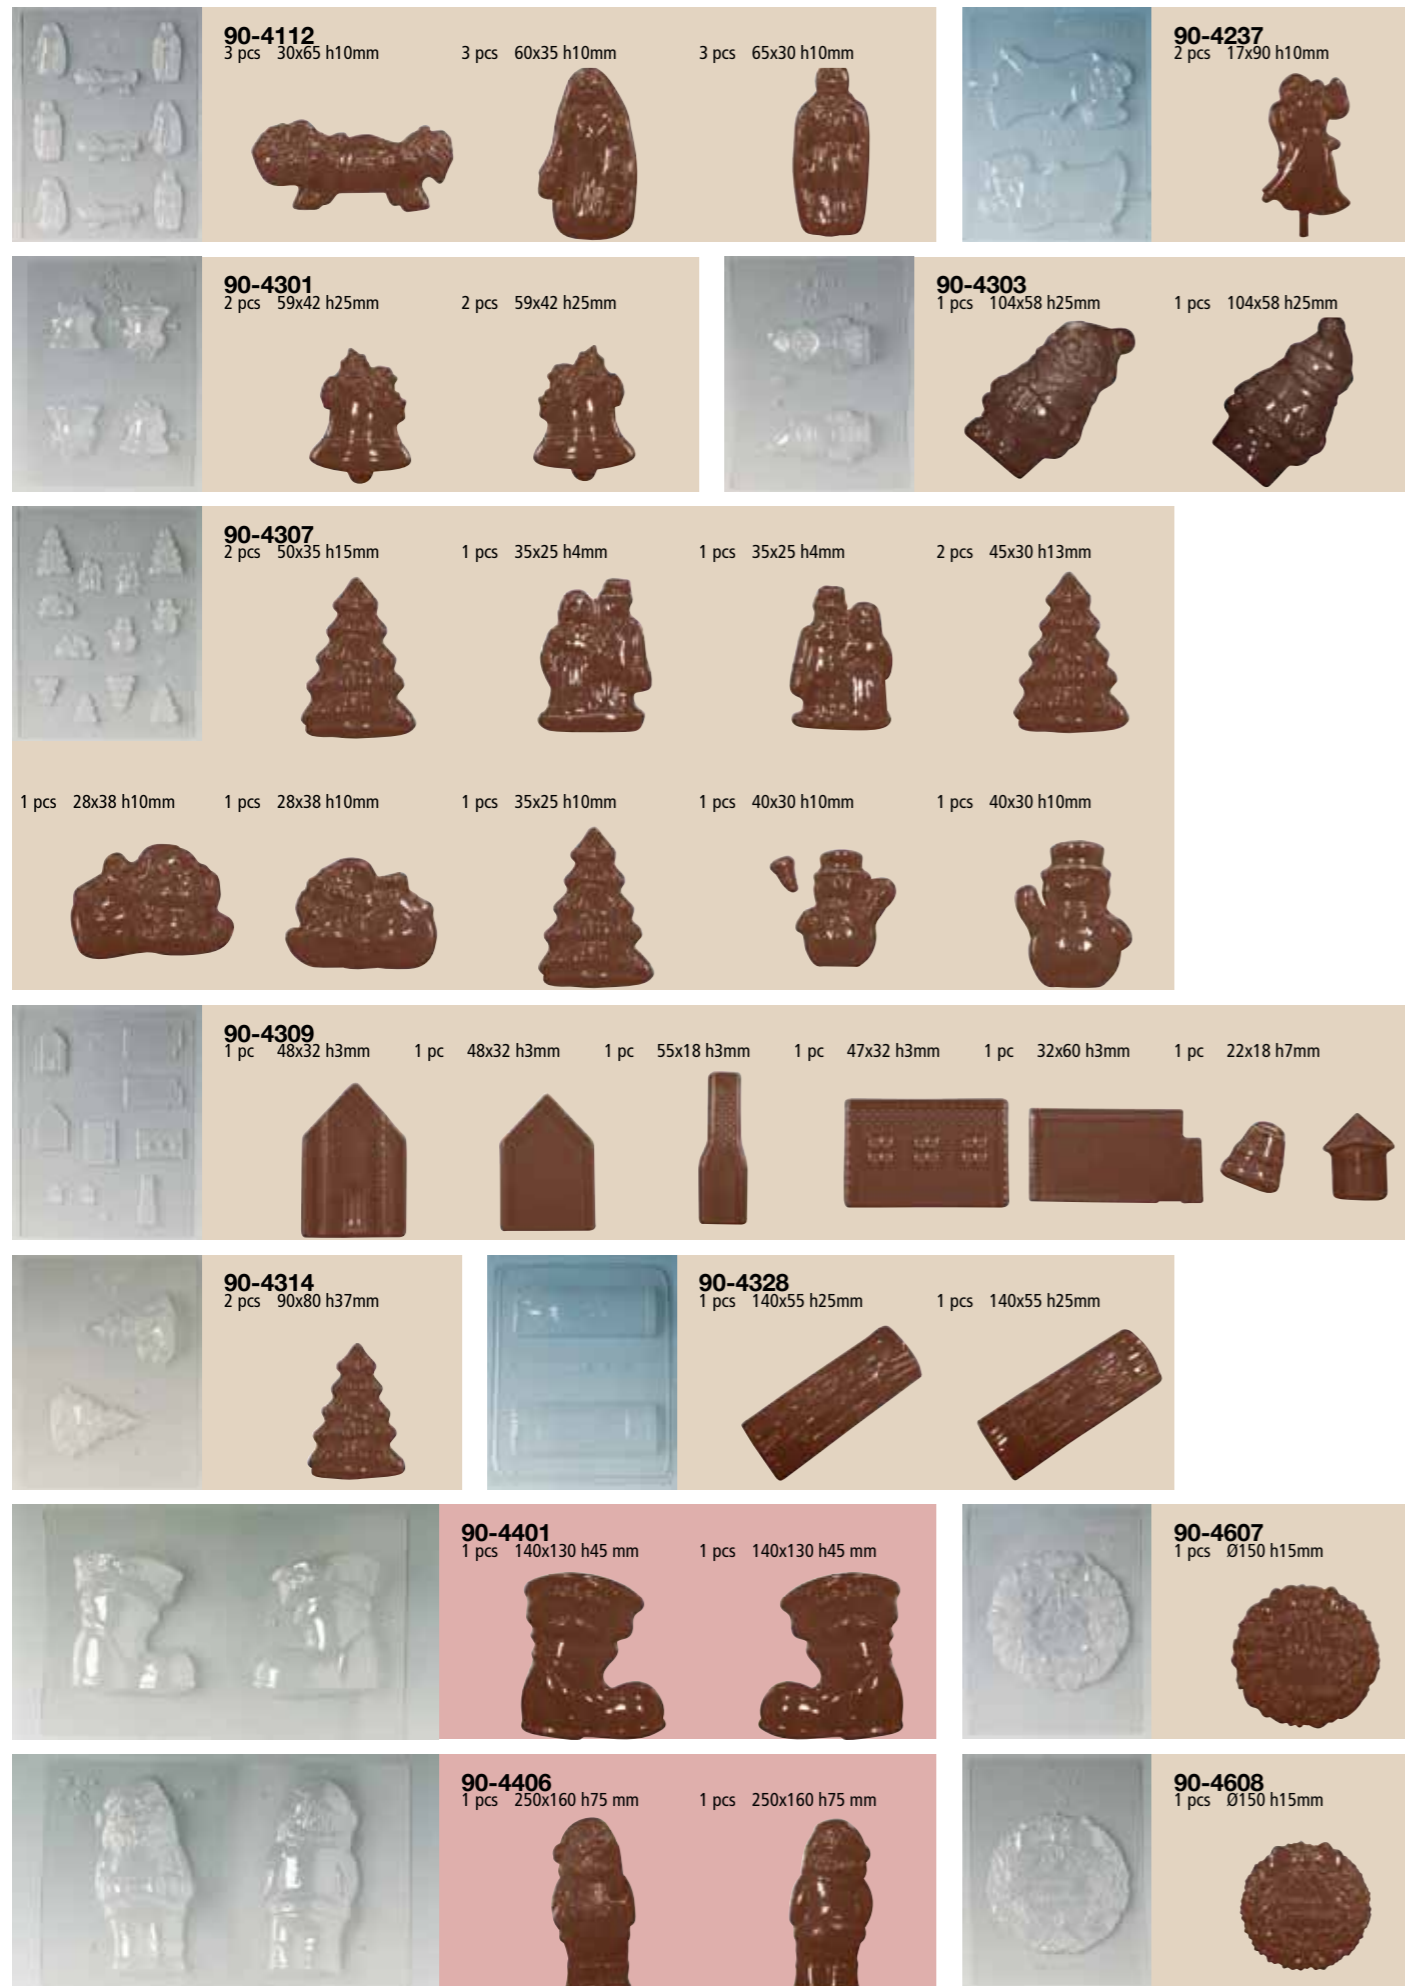 90-4112
3 pcs 30x65 h10mm 3 pcs 60x35 h10mm 3 pcs 65x30 h10mm
90-4237
2 pcs 17x90 h10mm
90-4301
2 pcs 59x42 h25mm 2 pcs 59x42 h25mm
90-4303
1 pcs 104x58 h25mm 1 pcs 104x58 h25mm
90-4307
2 pcs 50x35 h15mm 1 pcs 35x25 h4mm 1 pcs 35x25 h4mm 2 pcs 45x30 h13mm
1 pcs 28x38 h10mm 1 pcs 28x38 h10mm 1 pcs 35x25 h10mm 1 pcs 40x30 h10mm 1 pcs 40x30 h10mm
90-4309
1 pc 48x32 h3mm 1 pc 48x32 h3mm 1 pc 55x18 h3mm 1 pc 47x32 h3mm 1 pc 32x60 h3mm 1 pc 22x18 h7mm
90-4314
2 pcs 90x80 h37mm
90-4328
1 pcs 140x55 h25mm 1 pcs 140x55 h25mm
90-4401
1 pcs 140x130 h45 mm 1 pcs 140x130 h45 mm
90-4607
1 pcs Ø150 h15mm
90-4406
1 pcs 250x160 h75 mm 1 pcs 250x160 h75 mm
90-4608
1 pcs Ø150 h15mm